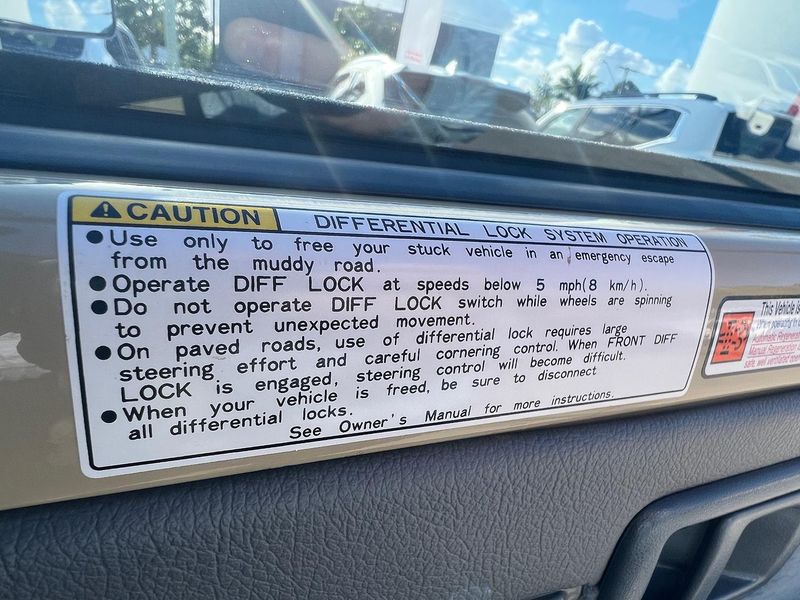 CAUTION DIFFERENTIAL LOCK SYSTEM OPERATION
●Use only to free your stuck vehicle in an emergency escape
from the muddy road.
●Operate DIFF LOCK at speeds below 5 mph(8 km/h).
●Do not operate DIFF LOCK switch while wheels are spinning
to prevent unexpected movement.
●On paved roads, use of differential lock requires large
steering effort and careful cornering control. When FRONT DIFF
LOCK is engaged, steering control will become difficult.
●When your vehicle is freed, be sure to disconnect
all differential locks.
See Owner's Manual for more instructions.
This Vehicle is
When operating
Automatic Regenera